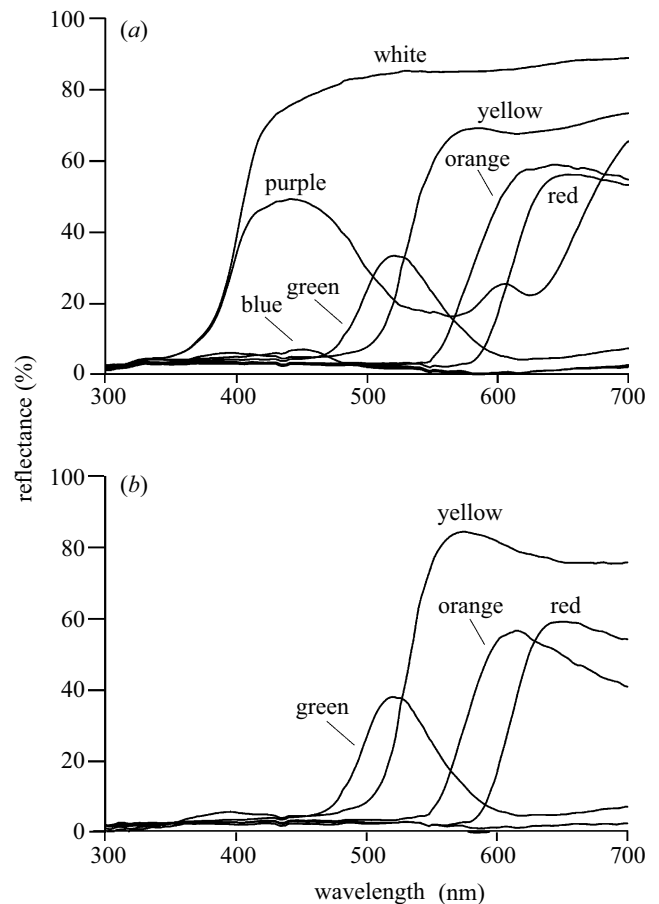 (a)
100
80
60
40
20
0
white
yellow
orange
purple
red
green
blue
300 400 500 600 700
reflectance (%)
(b)
100
80
60
40
20
0
yellow
orange
red
green
300 400 500 600 700
wavelength (nm)